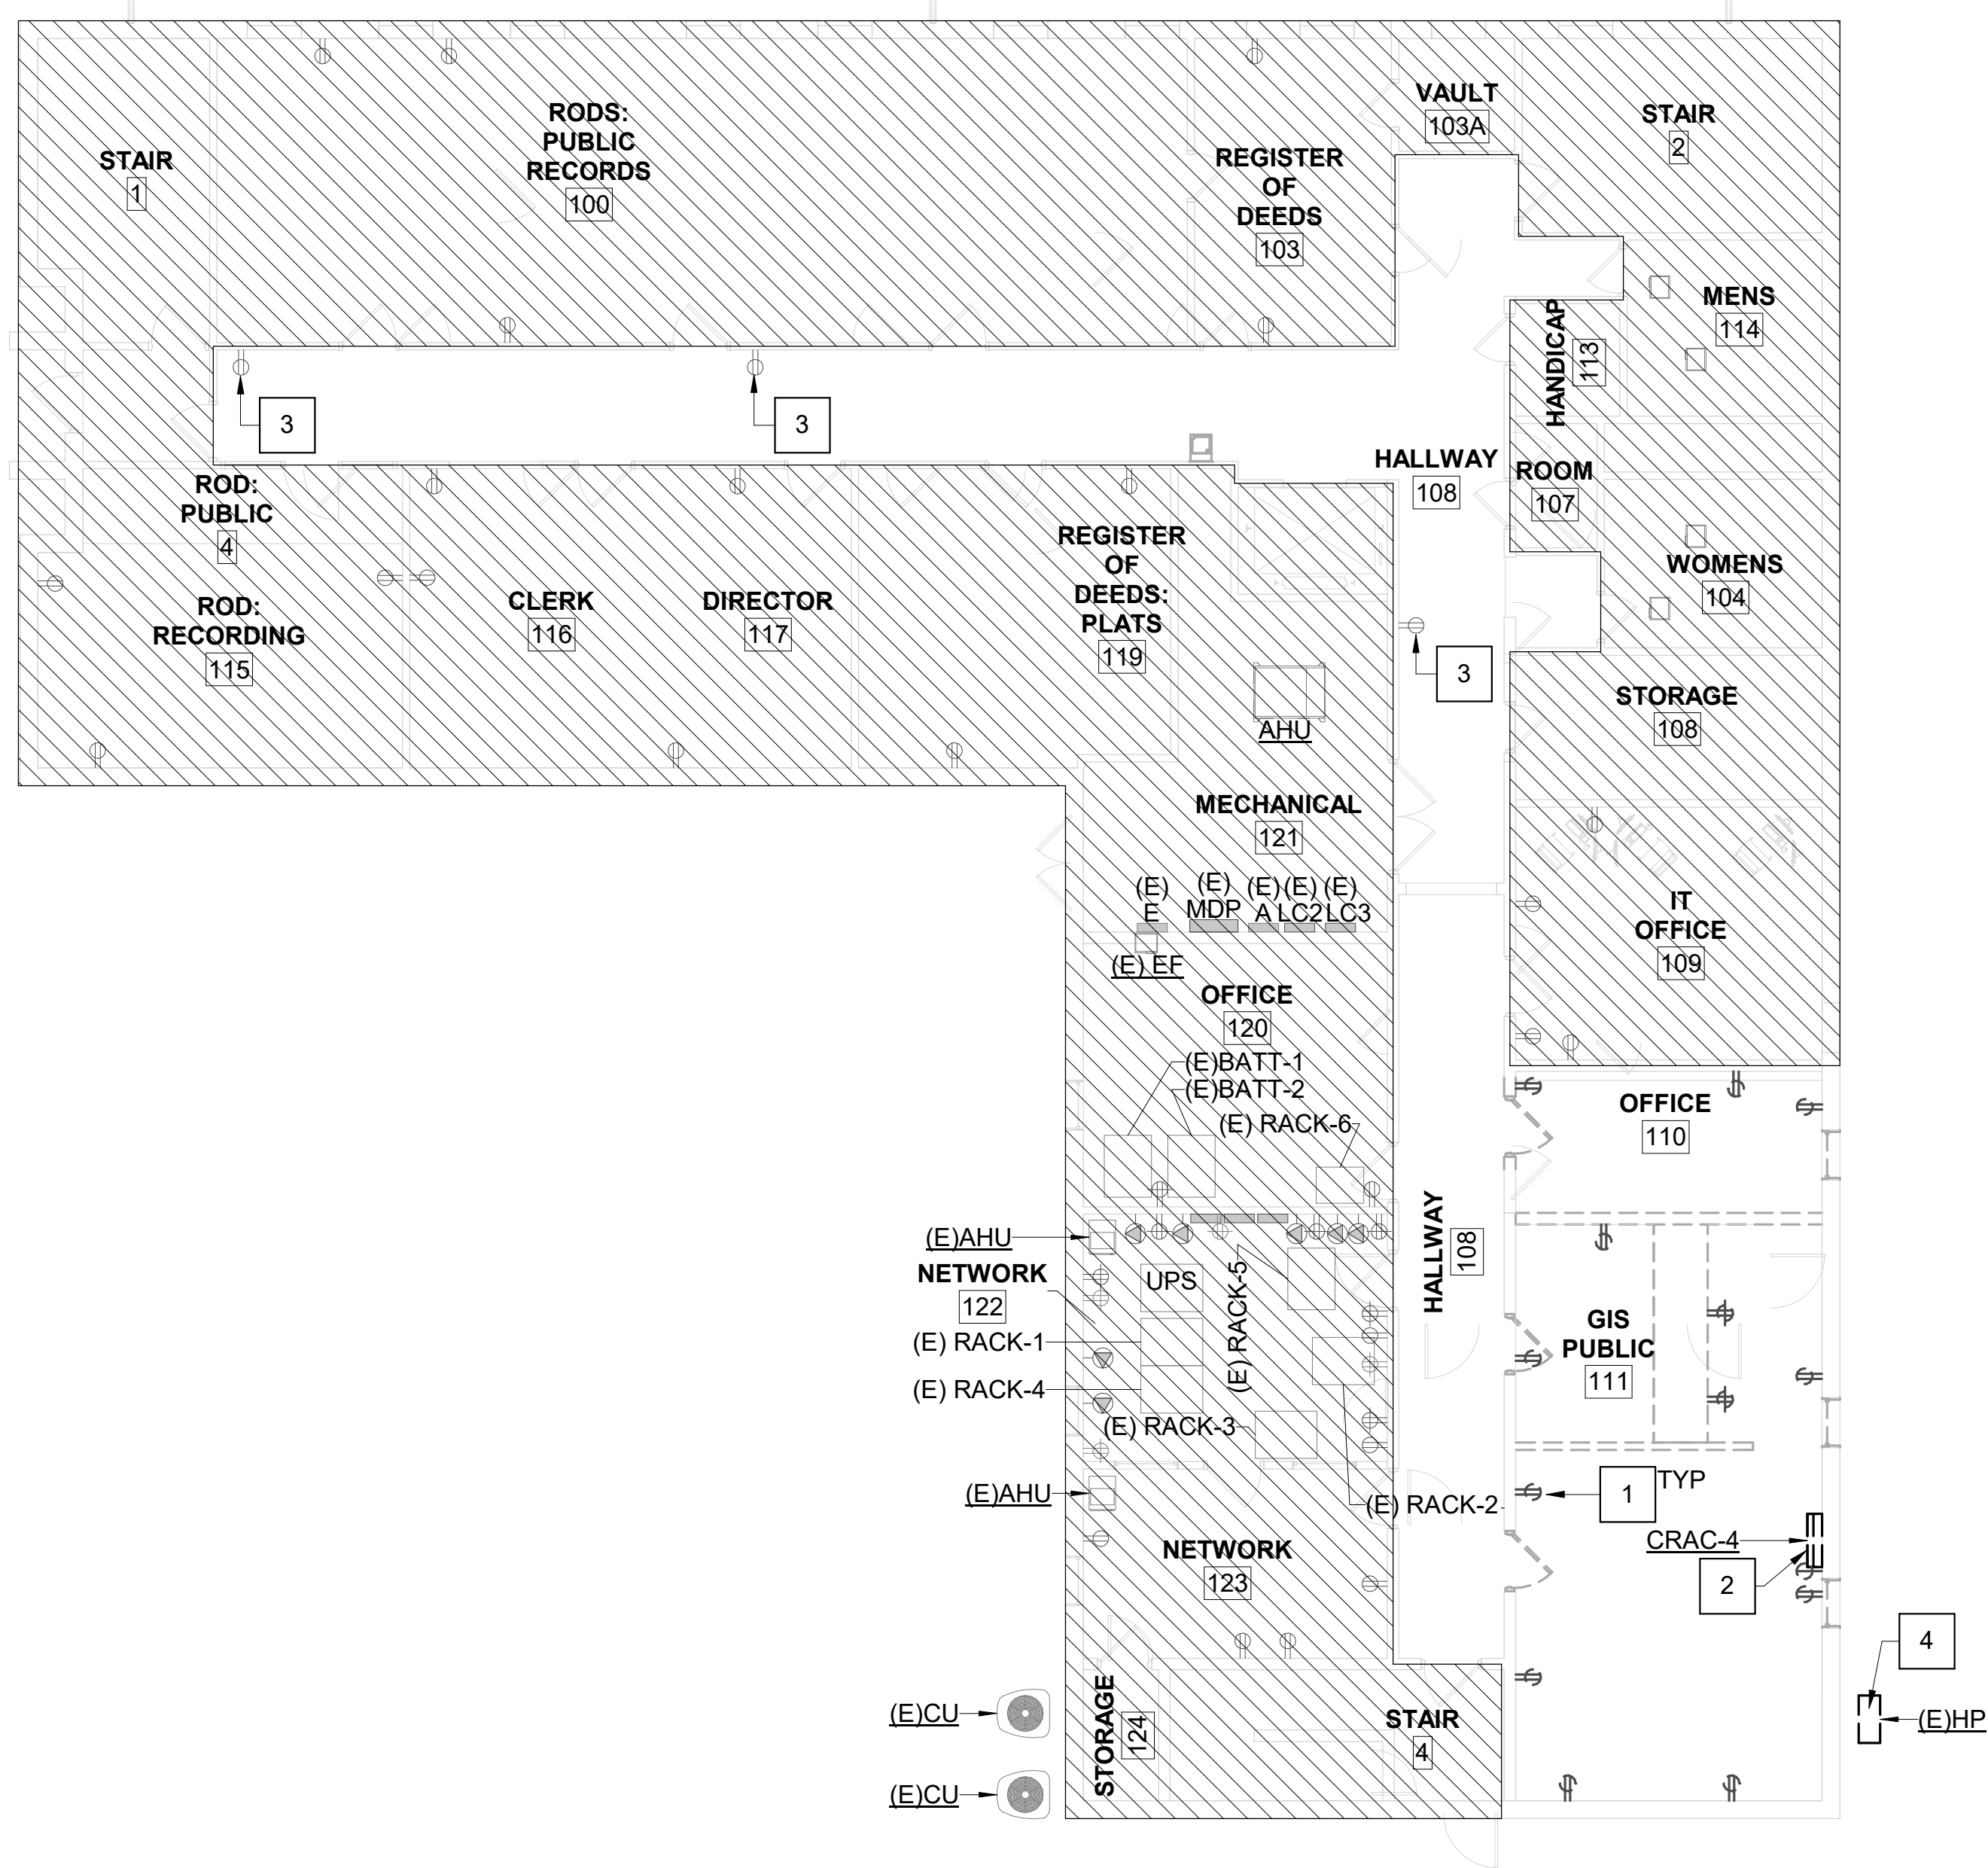 VAULT
103A
STAIR
2
RODS:
PUBLIC
RECORDS
100
STAIR
1
REGISTER
OF
DEEDS
103
MENS
114
HANDICAP
113
3
3
HALLWAY
108
ROOM
107
ROD:
PUBLIC
4
REGISTER
OF
DEEDS:
PLATS
119
WOMENS
104
ROD:
RECORDING
115
CLERK
116
DIRECTOR
117
3
STORAGE
108
AHU
MECHANICAL
121
(E)
E
(E)
MDP
(E)
A
(E)
LC2
(E)
LC3
IT
OFFICE
109
(E) EF
OFFICE
120
(E)BATT-1
(E)BATT-2
(E) RACK-6
OFFICE
110
(E)AHU
NETWORK
122
UPS
(E) RACK-5
HALLWAY
108
GIS
PUBLIC
111
(E) RACK-1
(E) RACK-4
(E) RACK-3
(E)AHU
(E) RACK-2
1
TYP
CRAC-4
2
NETWORK
123
4
(E)HP
STORAGE
124
STAIR
4
(E)CU
(E)CU